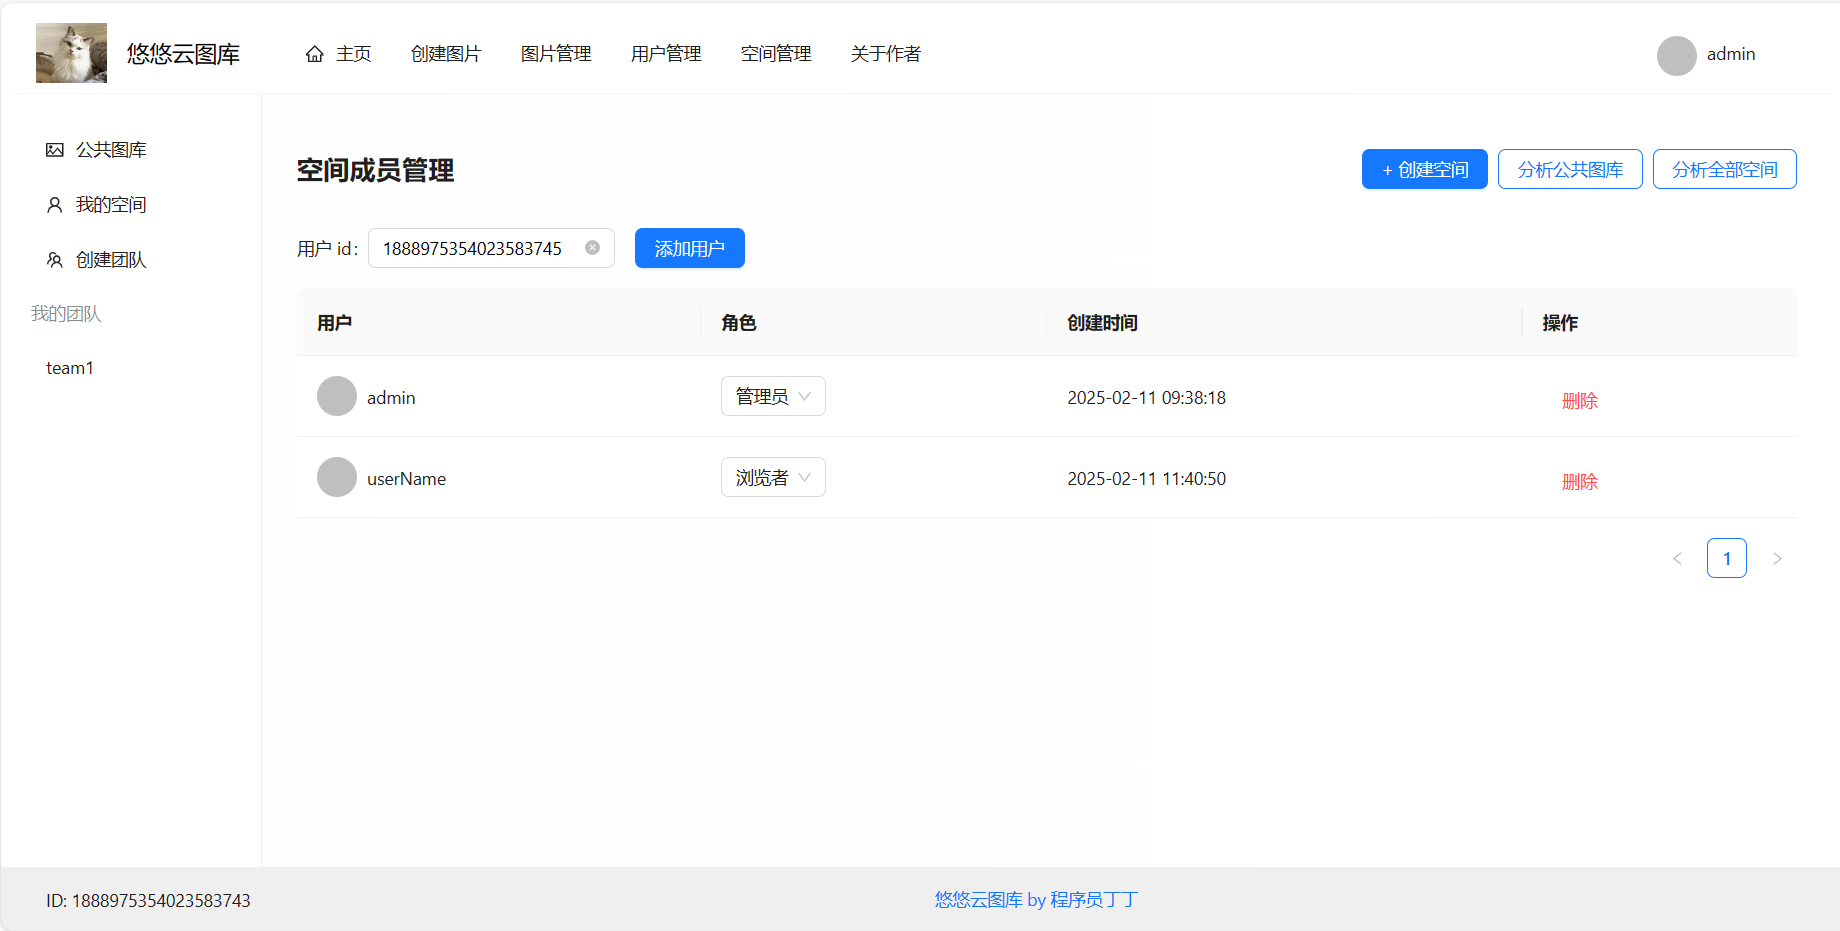 悠悠云图库 主页 创建图片 图片管理 用户管理 空间管理 关于作者 admin
公共图库
我的空间
创建团队
我的团队
team1
空间成员管理 + 创建空间 分析公共图库 分析全部空间
用户 id: 1888975354023583745 添加用户
用户 角色 创建时间 操作
admin 管理员 2025-02-11 09:38:18 删除
userName 浏览者 2025-02-11 11:40:50 删除
< 1 >
ID: 1888975354023583743 悠悠云图库 by 程序员丁丁